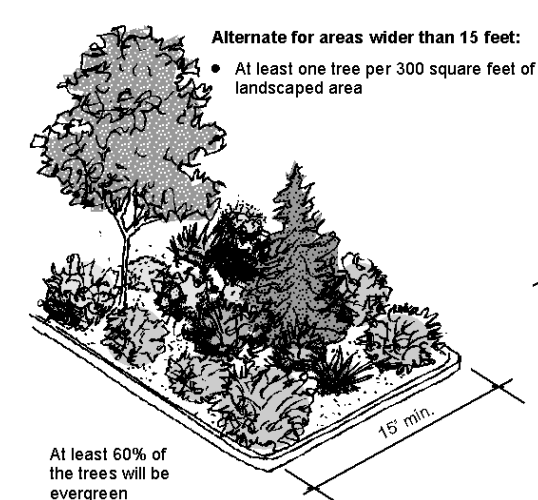 Alternate for areas wider than 15 feet:
● At least one tree per 300 square feet of
landscaped area
15' min.
At least 60% of
the trees will be
evergreen